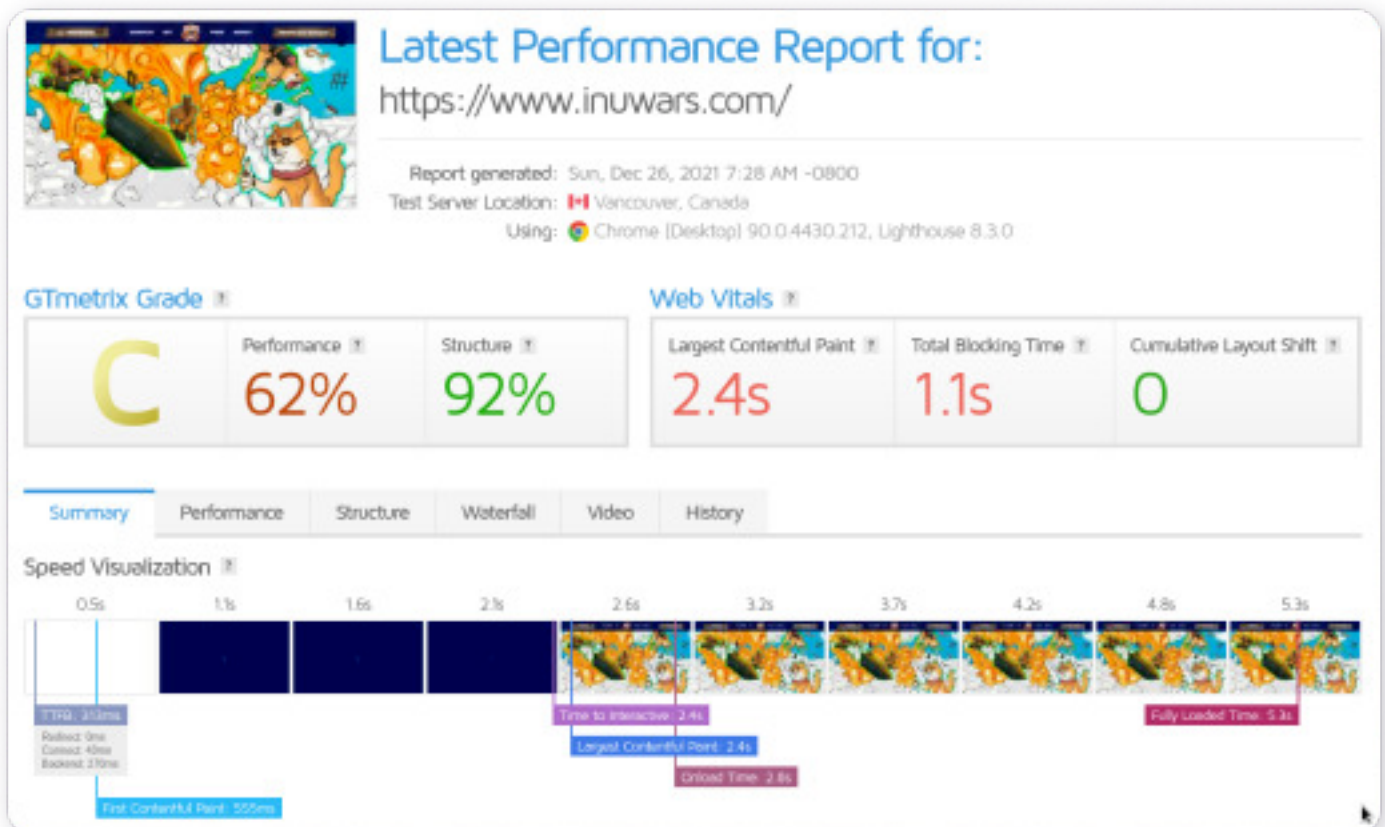 Latest Performance Report for:
https://www.inuwars.com/
Report generated: Sun, Dec 26, 2021 7:28 AM -0800
Test Server Location: Vancouver, Canada
Using: Chrome (Desktop) 90.0.4430.212, Lighthouse 8.3.0
GTmetrix Grade ?
Web Vitals ?
C
Performance ?
62%
Structure ?
92%
Largest Contentful Paint ?
2.4s
Total Blocking Time ?
1.1s
Cumulative Layout Shift ?
0
Summary Performance Structure Waterfall Video History
Speed Visualization ?
0.5s 1.1s 1.6s 2.1s 2.6s 3.2s 3.7s 4.2s 4.8s 5.3s
TTFB: 313ms
Redirect: 0ms
Connect: 43ms
Backend: 270ms
First Contentful Paint: 555ms
Time to Interactive: 2.4s
Largest Contentful Paint: 2.4s
Onload Time: 2.8s
Fully Loaded Time: 5.3s